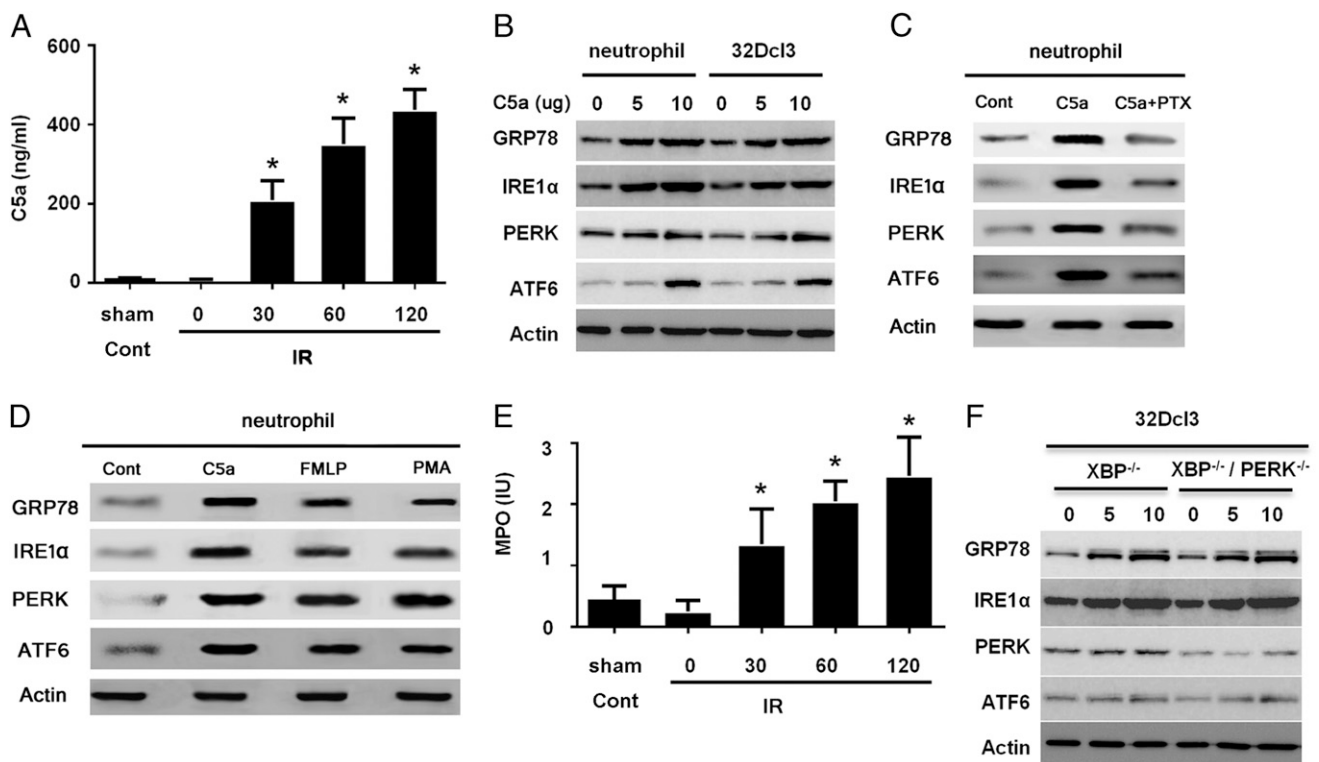 A
C5a (ng/ml)
600
400
200
0
*
*
*
sham
0
30
60
120
Cont
IR
B
neutrophil
32Dcl3
C5a (ug)
0
5
10
0
5
10
GRP78
IRE1α
PERK
ATF6
Actin
C
neutrophil
Cont
C5a
C5a+PTX
GRP78
IRE1α
PERK
ATF6
Actin
D
neutrophil
Cont
C5a
FMLP
PMA
GRP78
IRE1α
PERK
ATF6
Actin
E
MPO (IU)
3
2
1
0
*
*
*
sham
0
30
60
120
Cont
IR
F
32Dcl3
XBP-/-
XBP-/- / PERK-/-
0
5
10
0
5
10
GRP78
IRE1α
PERK
ATF6
Actin